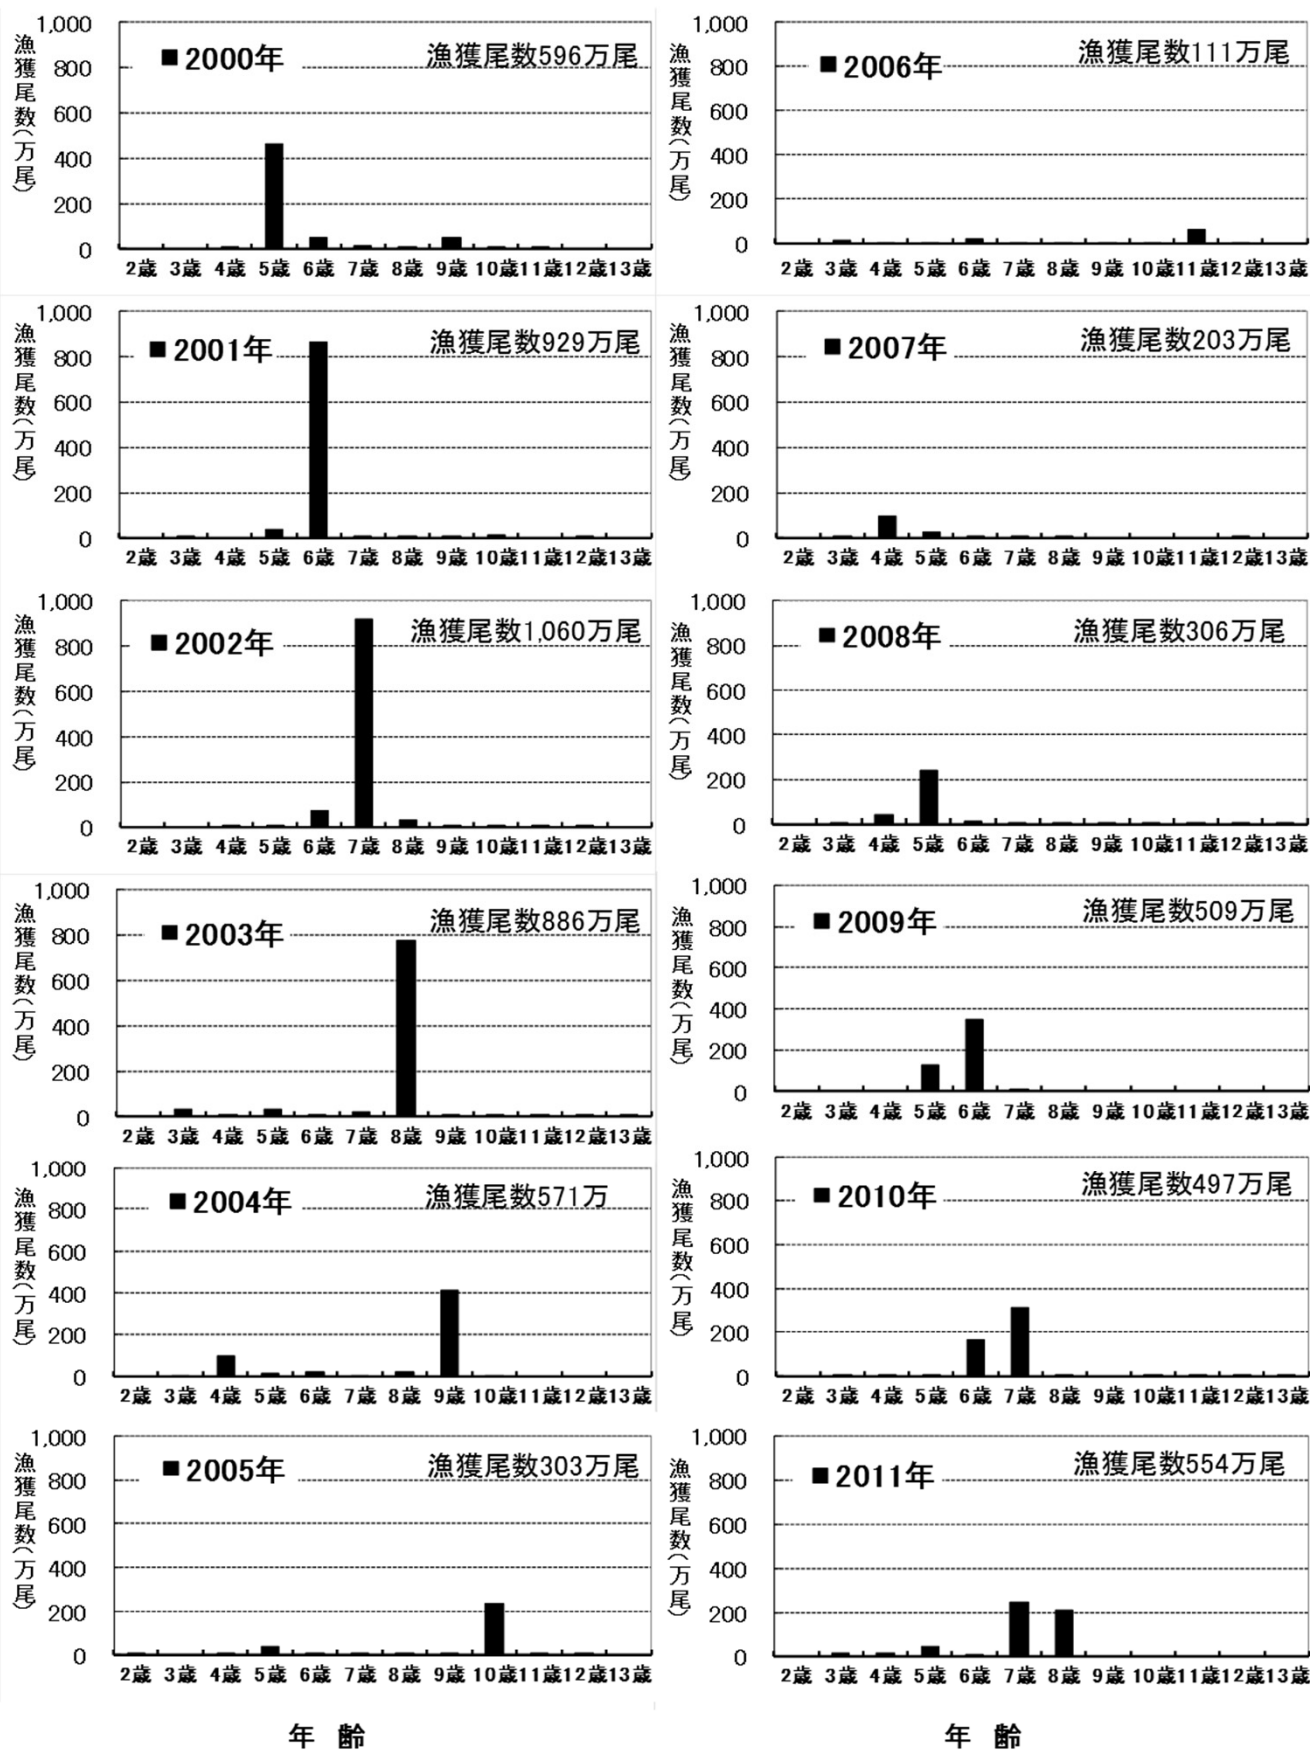 漁獲尾数(万尾)
■2000年
漁獲尾数596万尾
1,000
800
600
400
200
0
2歳 3歳 4歳 5歳 6歳 7歳 8歳 9歳 10歳11歳12歳13歳
漁獲尾数(万尾)
■2001年
漁獲尾数929万尾
1,000
800
600
400
200
0
2歳 3歳 4歳 5歳 6歳 7歳 8歳 9歳 10歳11歳12歳13歳
漁獲尾数(万尾)
■2002年
漁獲尾数1,060万尾
1,000
800
600
400
200
0
2歳 3歳 4歳 5歳 6歳 7歳 8歳 9歳 10歳11歳12歳13歳
漁獲尾数(万尾)
■2003年
漁獲尾数886万尾
1,000
800
600
400
200
0
2歳 3歳 4歳 5歳 6歳 7歳 8歳 9歳 10歳11歳12歳13歳
漁獲尾数(万尾)
■2004年
漁獲尾数571万
1,000
800
600
400
200
0
2歳 3歳 4歳 5歳 6歳 7歳 8歳 9歳 10歳11歳12歳13歳
漁獲尾数(万尾)
■2005年
漁獲尾数303万尾
1,000
800
600
400
200
0
2歳 3歳 4歳 5歳 6歳 7歳 8歳 9歳 10歳11歳12歳13歳
年 齢
漁獲尾数(万尾)
■2006年
漁獲尾数111万尾
1,000
800
600
400
200
0
2歳 3歳 4歳 5歳 6歳 7歳 8歳 9歳 10歳11歳12歳13歳
漁獲尾数(万尾)
■2007年
漁獲尾数203万尾
1,000
800
600
400
200
0
2歳 3歳 4歳 5歳 6歳 7歳 8歳 9歳 10歳11歳12歳13歳
漁獲尾数(万尾)
■2008年
漁獲尾数306万尾
1,000
800
600
400
200
0
2歳 3歳 4歳 5歳 6歳 7歳 8歳 9歳 10歳11歳12歳13歳
漁獲尾数(万尾)
■2009年
漁獲尾数509万尾
1,000
800
600
400
200
0
2歳 3歳 4歳 5歳 6歳 7歳 8歳 9歳 10歳11歳12歳13歳
漁獲尾数(万尾)
■2010年
漁獲尾数497万尾
1,000
800
600
400
200
0
2歳 3歳 4歳 5歳 6歳 7歳 8歳 9歳 10歳11歳12歳13歳
漁獲尾数(万尾)
■2011年
漁獲尾数554万尾
1,000
800
600
400
200
0
2歳 3歳 4歳 5歳 6歳 7歳 8歳 9歳 10歳11歳12歳13歳
年 齢